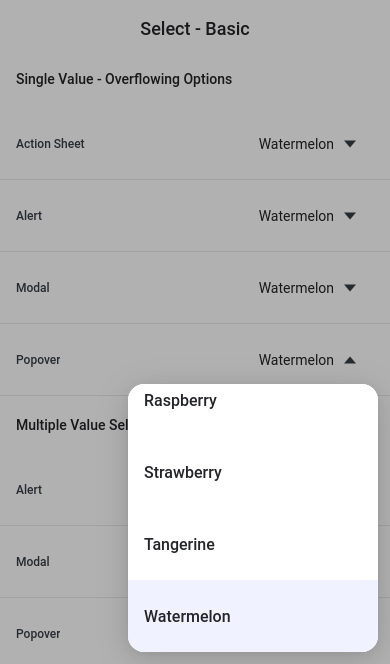 Select - Basic
Single Value - Overflowing Options
Action Sheet Watermelon
Alert Watermelon
Modal Watermelon
Popover Watermelon
Raspberry
Multiple Value Sel
Strawberry
Alert
Tangerine
Modal
Watermelon
Popover